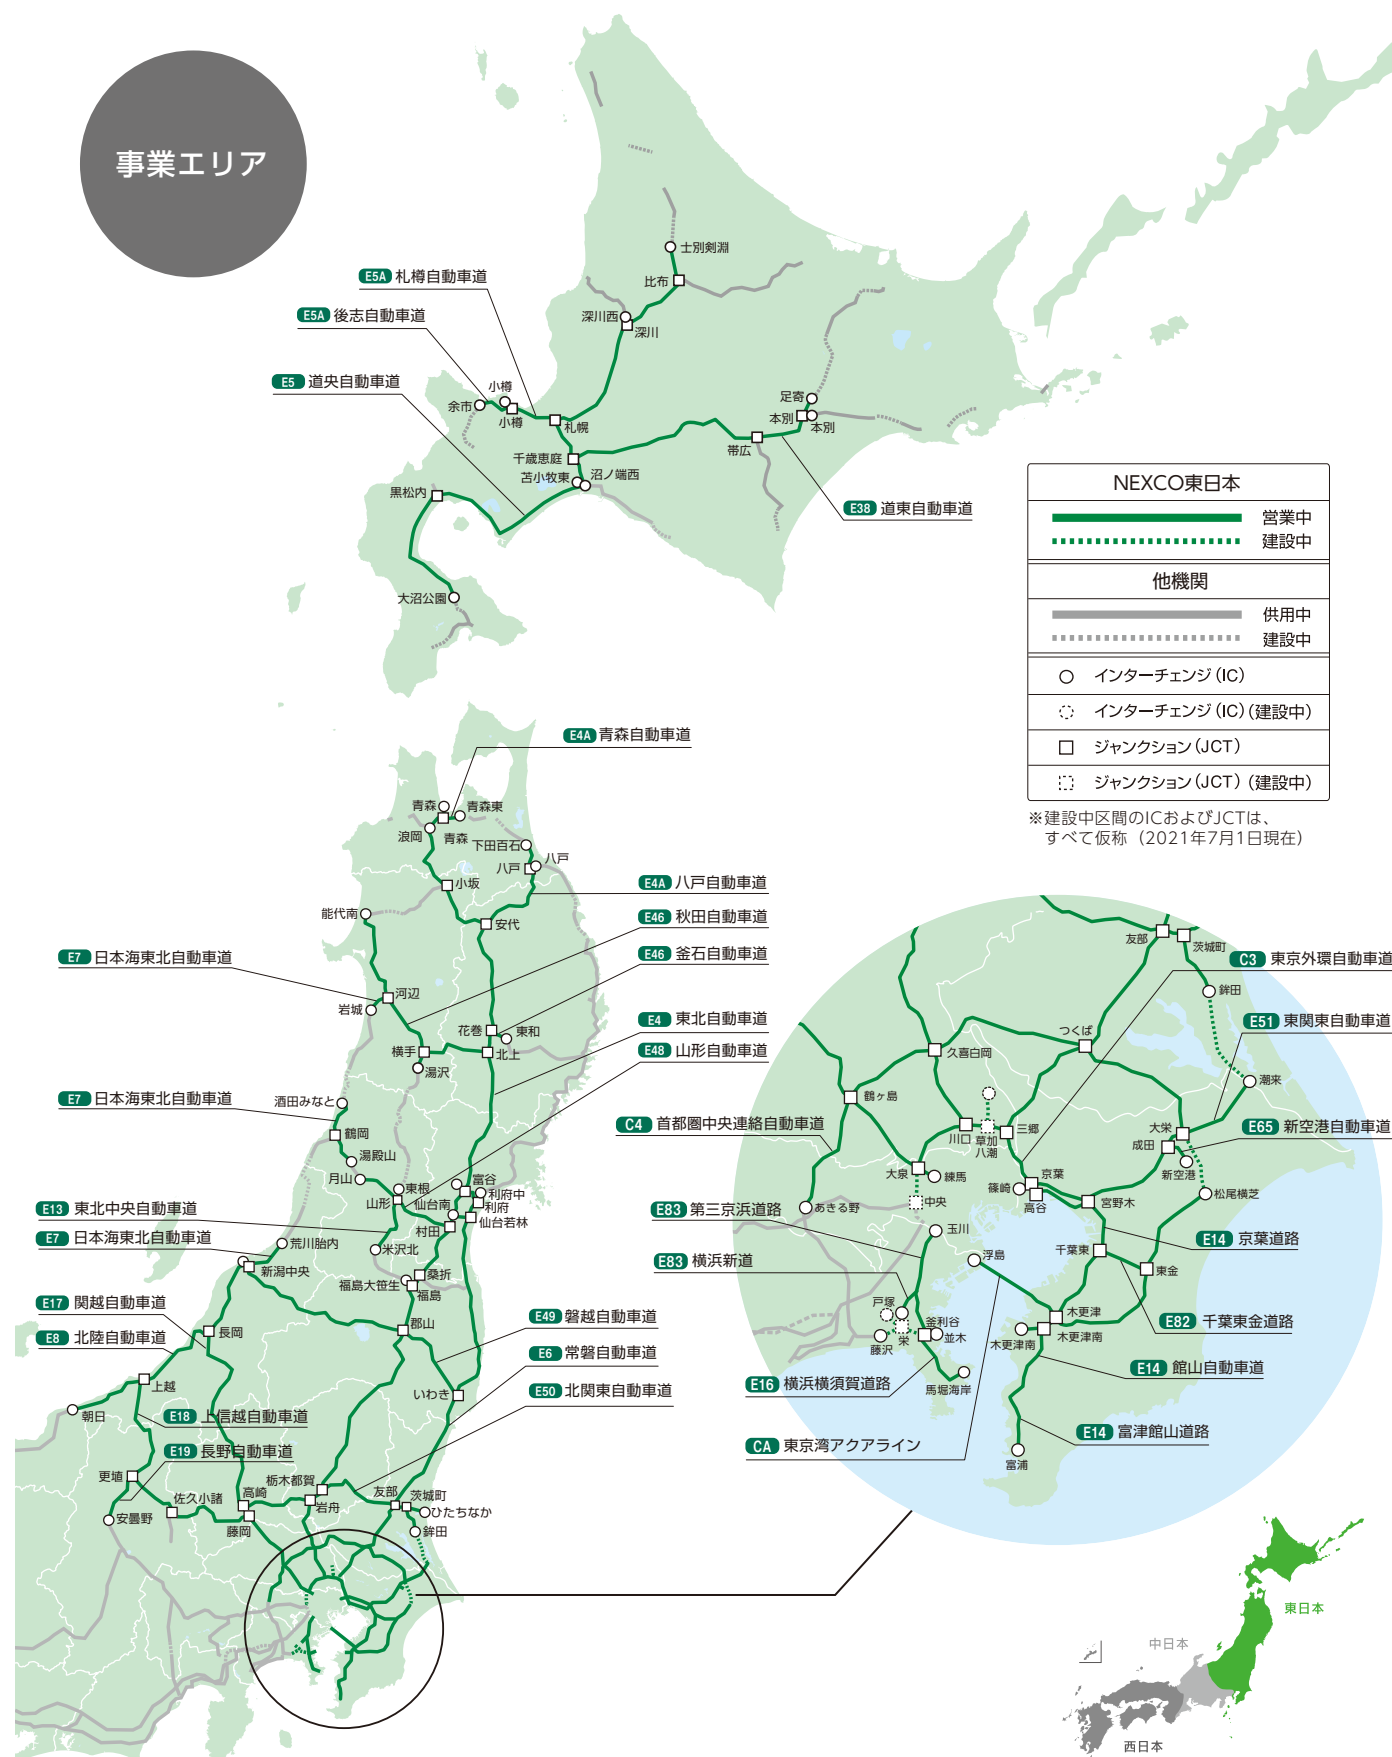 事業エリア
士別剣淵
比布
E5A 札樽自動車道
深川西
深川
E5A 後志自動車道
E5 道央自動車道
小樽
余市
小樽
札幌
足寄
本別
本別
帯広
千歳恵庭
苫小牧東
沼ノ端西
黒松内
E38 道東自動車道
大沼公園
NEXCO東日本
営業中
建設中
他機関
供用中
建設中
インターチェンジ(IC)
インターチェンジ(IC)(建設中)
ジャンクション(JCT)
ジャンクション(JCT)(建設中)
※建設中区間のICおよびJCTは、
すべて仮称（2021年7月1日現在）
E4A 青森自動車道
青森
青森東
浪岡
青森
下田百石
八戸
八戸
小坂
E4A 八戸自動車道
能代南
安代
E46 秋田自動車道
E46 釜石自動車道
E7 日本海東北自動車道
河辺
岩城
花巻
東和
E4 東北自動車道
横手
北上
E48 山形自動車道
湯沢
E7 日本海東北自動車道
酒田みなと
鶴岡
湯殿山
月山
東根
富谷
利府中
山形
仙台南
利府
仙台若林
村田
E13 東北中央自動車道
E7 日本海東北自動車道
荒川胎内
米沢北
新潟中央
桑折
福島大笹生
福島
E17 関越自動車道
E8 北陸自動車道
長岡
郡山
E49 磐越自動車道
E6 常磐自動車道
E50 北関東自動車道
上越
いわき
朝日
E18 上信越自動車道
E19 長野自動車道
更埴
佐久小諸
高崎
栃木都賀
岩舟
友部
茨城町
ひたちなか
安曇野
藤岡
鉾田
友部
茨城町
C3 東京外環自動車道
鉾田
E51 東関東自動車道
つくば
久喜白岡
潮来
鶴ヶ島
C4 首都圏中央連絡自動車道
川口
草加
八潮
三郷
大栄
成田
E65 新空港自動車道
新空港
大泉
練馬
京葉
篠崎
高谷
宮野木
松尾横芝
中央
あきる野
E83 第三京浜道路
玉川
E14 京葉道路
E83 横浜新道
浮島
千葉東
東金
戸塚
釜利谷
並木
藤沢
栄
木更津
木更津南
木更津南
E82 千葉東金道路
E14 館山自動車道
E16 横浜横須賀道路
馬堀海岸
CA 東京湾アクアライン
E14 富津館山道路
富浦
東日本
中日本
西日本